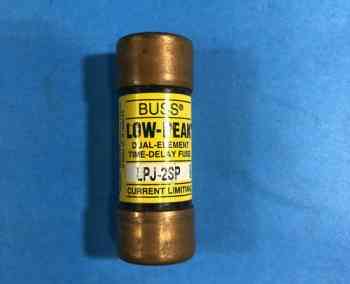 BUSS®
LOW-PEAK
DUAL-ELEMENT
TIME-DELAY FUSE
LPJ-2SP
CURRENT LIMITING